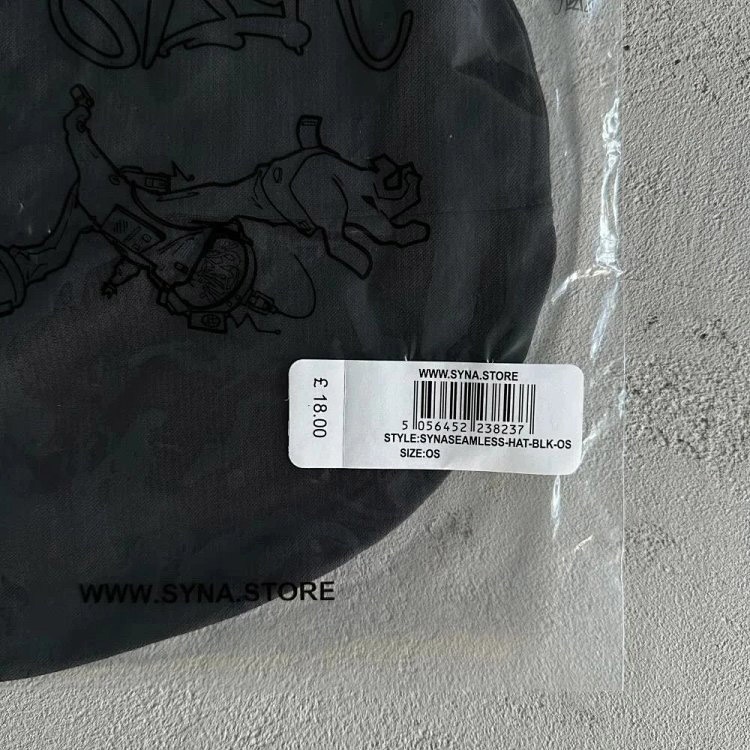 WWW.SYNA.STORE
£ 18.00
5 056452 238237
STYLE:SYNASEAMLESS-HAT-BLK-OS
SIZE:OS
WWW.SYNA.STORE